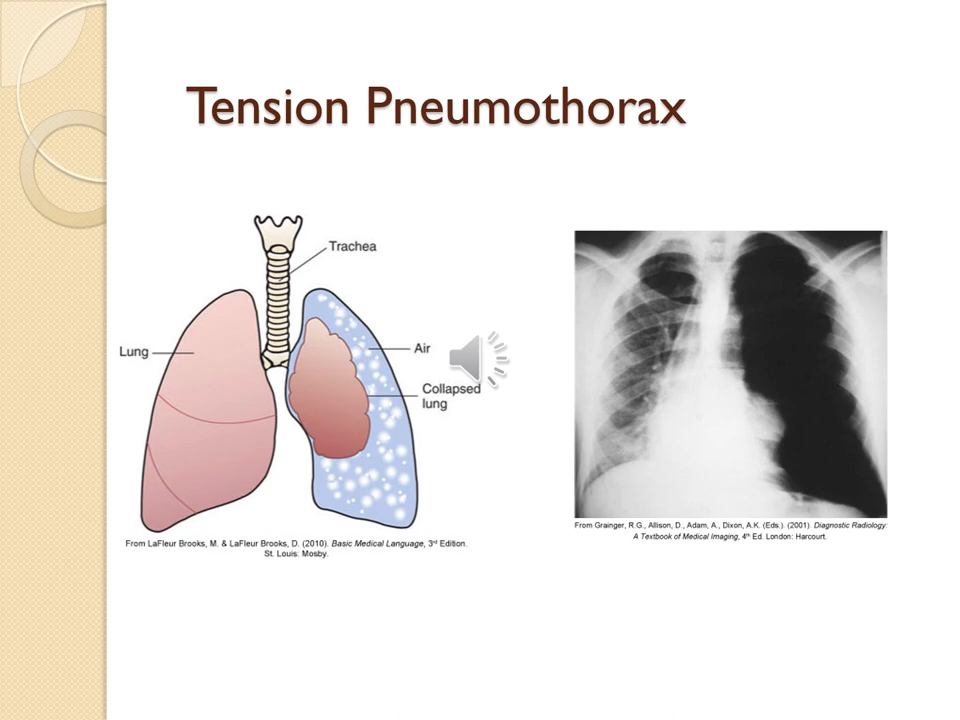 Tension Pneumothorax
Trachea
Lung
Air
Collapsed
lung
From LaFleur Brooks, M. & LaFleur Brooks, D. (2010). Basic Medical Language, 3rd Edition.
St. Louis: Mosby.
From Grainger, R.G., Allison, D., Adam, A., Dixon, A.K. (Eds.). (2001). Diagnostic Radiology:
A Textbook of Medical Imaging, 4th Ed. London: Harcourt.